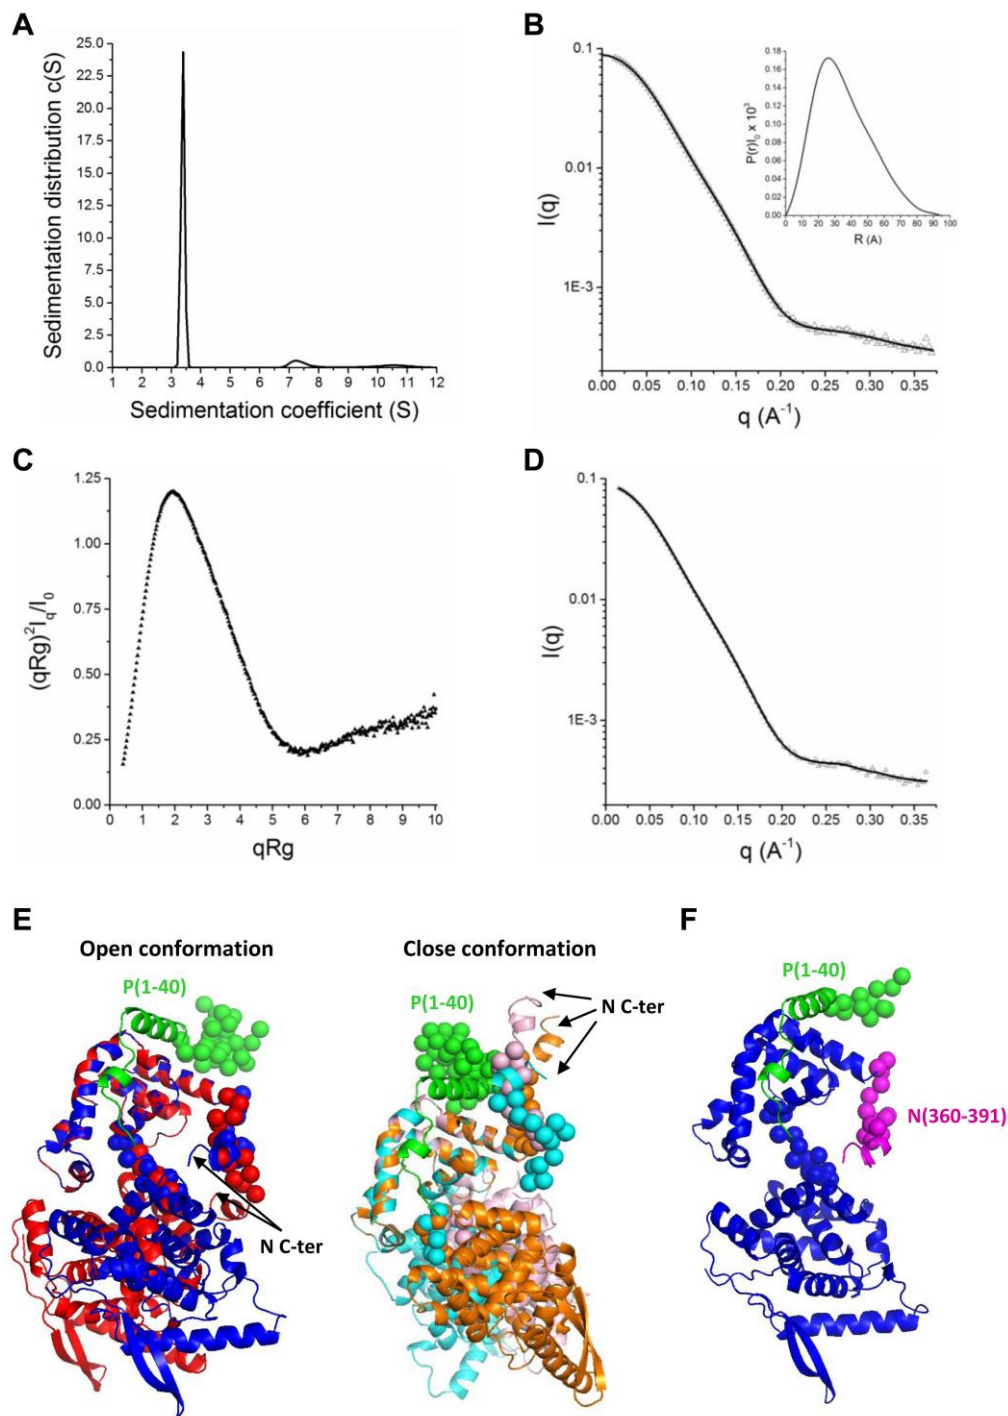 A
Sedimentation distribution c(S)
25.0
22.5
20.0
17.5
15.0
12.5
10.0
7.5
5.0
2.5
0.0
1 2 3 4 5 6 7 8 9 10 11 12
Sedimentation coefficient (S)
B
I(q)
0.1
0.01
1E-3
0.00 0.05 0.10 0.15 0.20 0.25 0.30 0.35
q (A⁻¹)
P(r)I₀ x 10³
0.18
0.16
0.14
0.12
0.10
0.08
0.06
0.04
0.02
0.00
0 10 20 30 40 50 60 70 80 90 100
R (A)
C
(qRg)²I_q/I₀
1.25
1.00
0.75
0.50
0.25
0.00
0 1 2 3 4 5 6 7 8 9 10
qRg
D
I(q)
0.1
0.01
1E-3
0.00 0.05 0.10 0.15 0.20 0.25 0.30 0.35
q (A⁻¹)
E
Open conformation
P(1-40)
N C-ter
Close conformation
P(1-40)
N C-ter
F
P(1-40)
N(360-391)